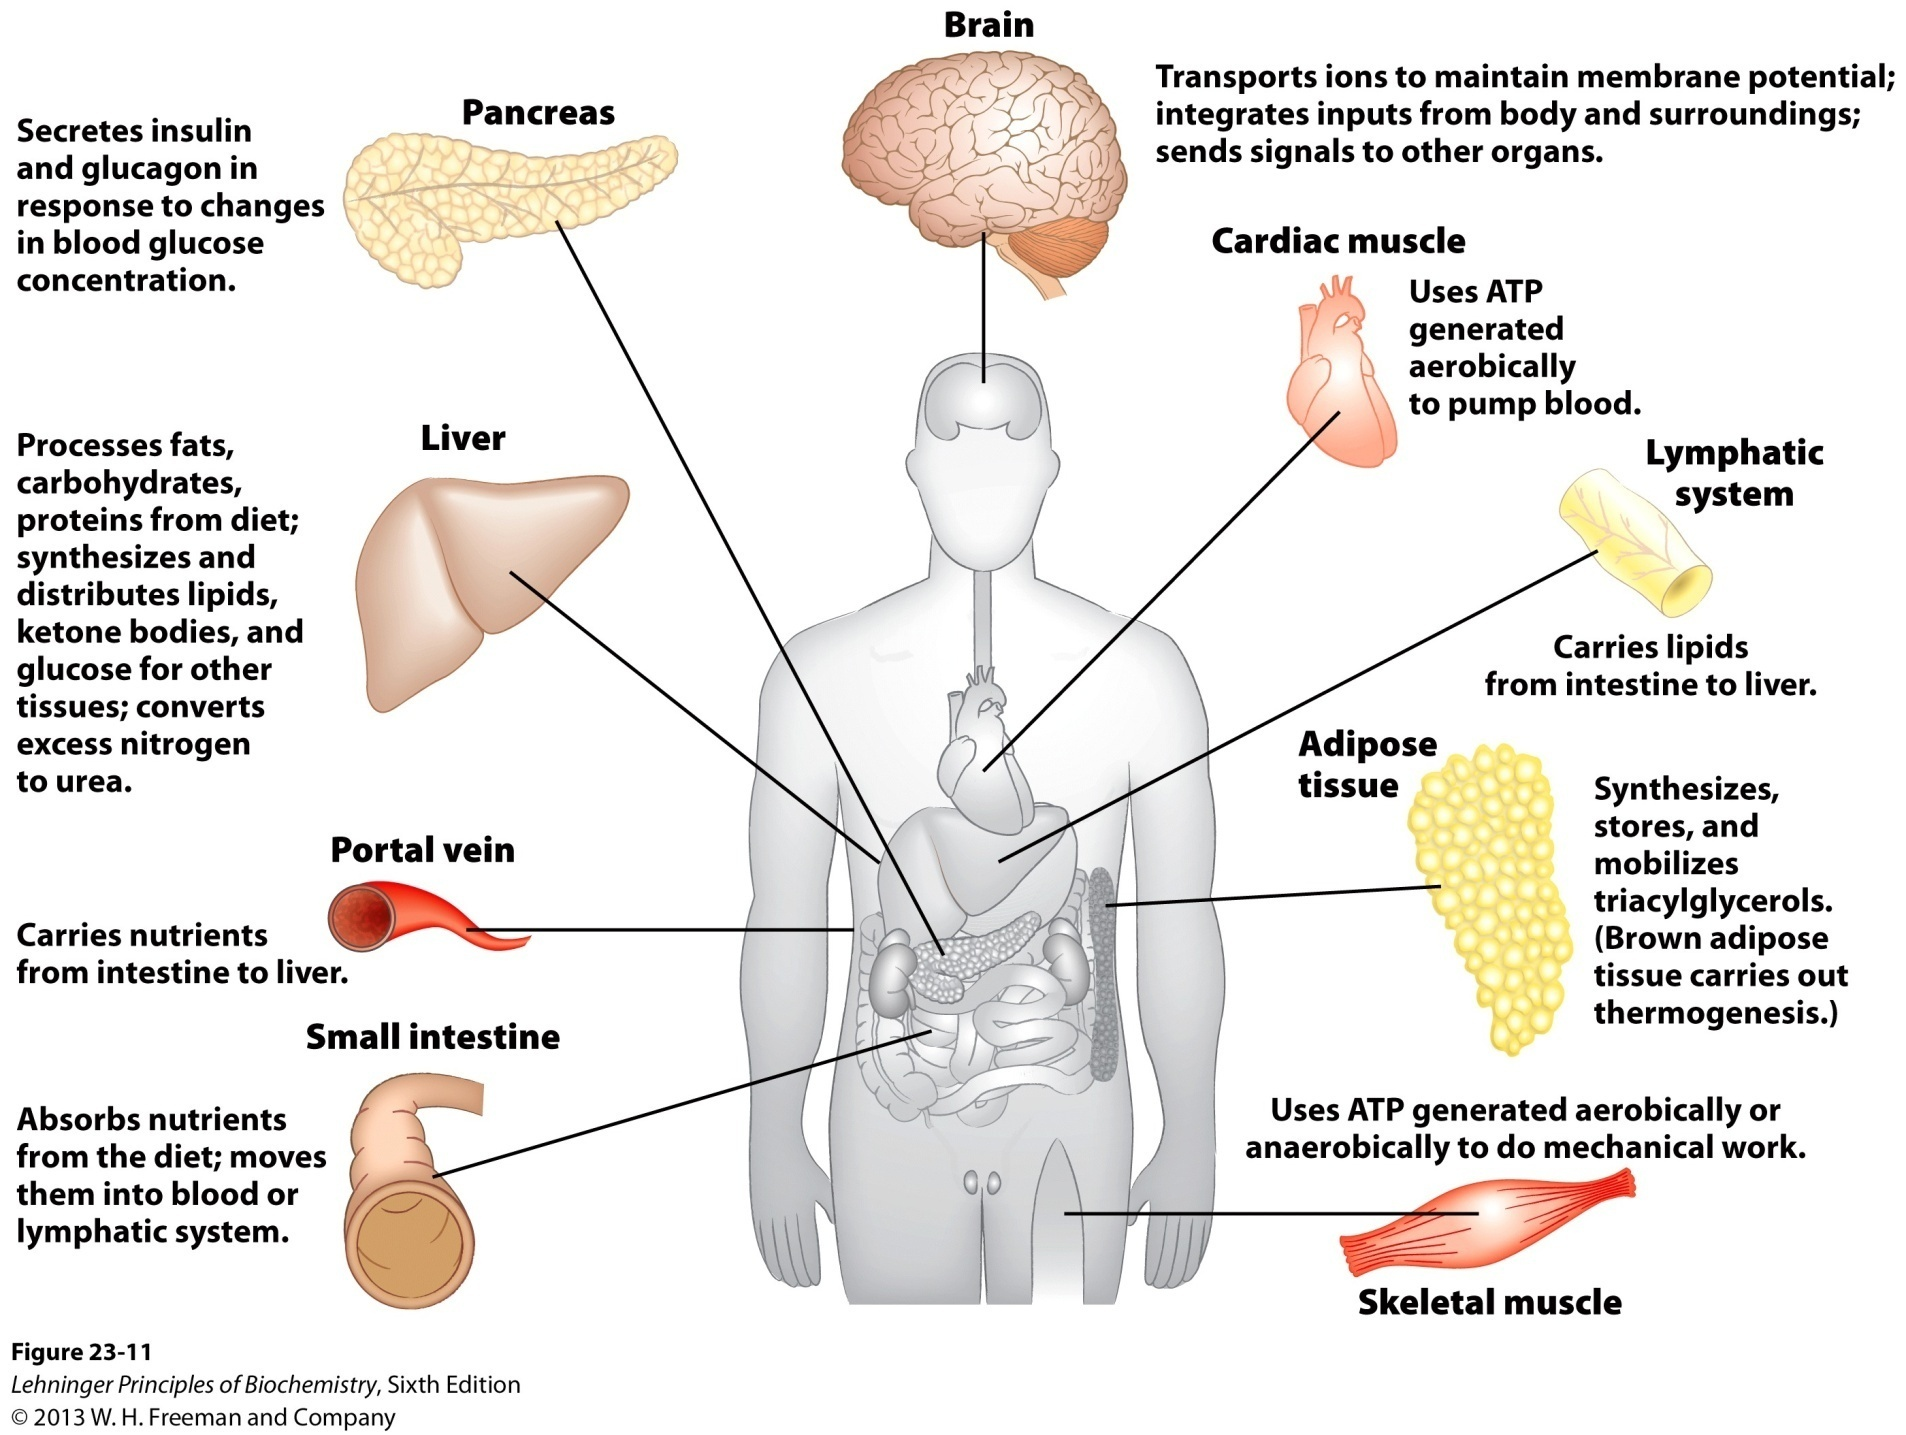 Brain
Transports ions to maintain membrane potential;
integrates inputs from body and surroundings;
sends signals to other organs.
Pancreas
Secretes insulin
and glucagon in
response to changes
in blood glucose
concentration.
Cardiac muscle
Uses ATP
generated
aerobically
to pump blood.
Liver
Processes fats,
carbohydrates,
proteins from diet;
synthesizes and
distributes lipids,
ketone bodies, and
glucose for other
tissues; converts
excess nitrogen
to urea.
Lymphatic
system
Carries lipids
from intestine to liver.
Adipose
tissue
Synthesizes,
stores, and
mobilizes
triacylglycerols.
(Brown adipose
tissue carries out
thermogenesis.)
Portal vein
Carries nutrients
from intestine to liver.
Small intestine
Absorbs nutrients
from the diet; moves
them into blood or
lymphatic system.
Uses ATP generated aerobically or
anaerobically to do mechanical work.
Skeletal muscle
Figure 23-11
Lehninger Principles of Biochemistry, Sixth Edition
© 2013 W. H. Freeman and Company